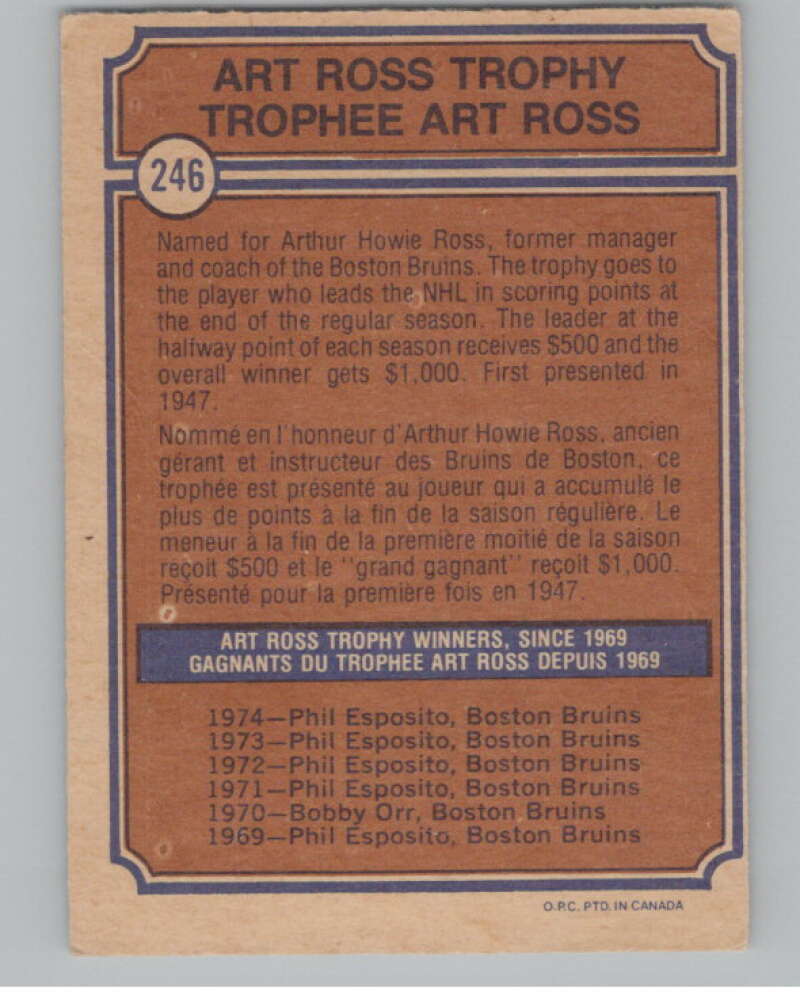 ART ROSS TROPHY
TROPHEE ART ROSS
246
Named for Arthur Howie Ross, former manager
and coach of the Boston Bruins. The trophy goes to
the player who leads the NHL in scoring points at
the end of the regular season. The leader at the
halfway point of each season receives $500 and the
overall winner gets $1,000. First presented in
1947.
Nommé en l'honneur d'Arthur Howie Ross, ancien
gérant et instructeur des Bruins de Boston, ce
trophée est présenté au joueur qui a accumulé le
plus de points à la fin de la saison régulière. Le
meneur à la fin de la première moitié de la saison
reçoit $500 et le "grand gagnant" reçoit $1,000.
Présenté pour la première fois en 1947.
ART ROSS TROPHY WINNERS, SINCE 1969
GAGNANTS DU TROPHEE ART ROSS DEPUIS 1969
1974—Phil Esposito, Boston Bruins
1973—Phil Esposito, Boston Bruins
1972—Phil Esposito, Boston Bruins
1971—Phil Esposito, Boston Bruins
1970—Bobby Orr, Boston Bruins
1969—Phil Esposito, Boston Bruins
O.P.C. PTD. IN CANADA